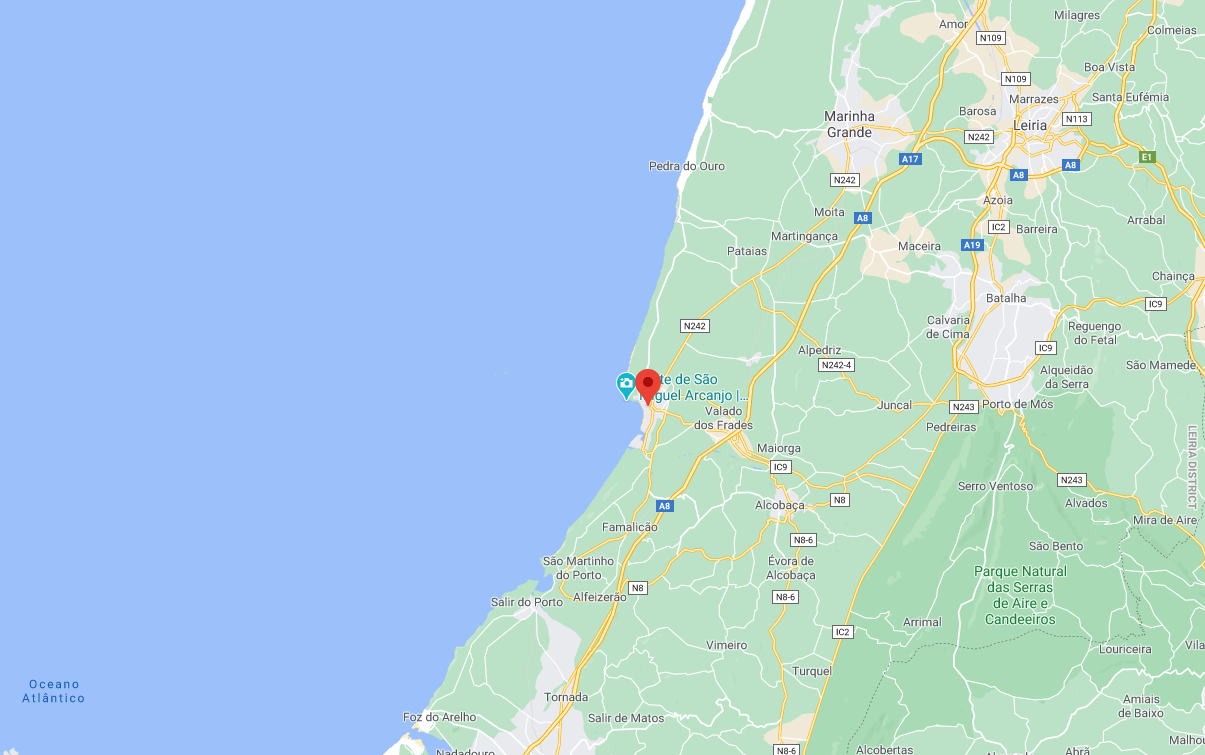 Milagres
Amor
N109
Colmeias
Boa Vista
N109
Santa Eufémia
Marrazes
Barosa
Marinha
Grande
N113
Leiria
N242
A17
E1
Pedra do Ouro
A8
A8
N242
Azoia
Moita
A8
Arrabal
IC2
Barreira
Martingança
Maceira
A19
Pataias
Chainça
Batalha
IC9
Calvaria
de Cima
N242
Reguengo
do Fetal
IC9
Alpedriz
N242-4
São Mamede
Alqueidão
da Serra
te de São
guel Arcanjo |...
Juncal
N243
Porto de Mós
Valado
dos Frades
Pedreiras
Maiorga
LEIRIA DISTRICT
IC9
N243
Serro Ventoso
N8
Alcobaça
Alvados
A8
Mira de Aire
Famalicão
N8-6
São Bento
São Martinho
do Porto
Évora de
Alcobaça
Parque Natural
das Serras
de Aire e
Candeeiros
N8
Alfeizerão
N8-6
Salir do Porto
Arrimal
IC2
Vimeiro
Louriceira
Vila
Turquel
Oceano
Atlântico
Tornada
Amiais
de Baixo
Foz do Arelho
Salir de Matos
Malhou
N8-6
Alcobertas
Abrã
Nadadouro